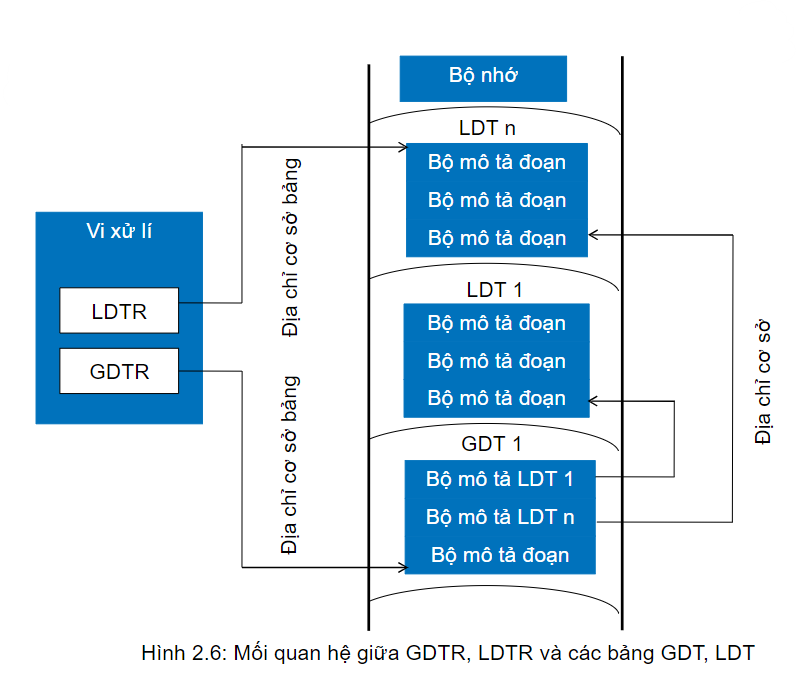 Bộ nhớ
LDT n
Bộ mô tả đoạn
Bộ mô tả đoạn
Bộ mô tả đoạn
Địa chỉ cơ sở bảng
Vi xử lí
LDTR
GDTR
LDT 1
Bộ mô tả đoạn
Bộ mô tả đoạn
Bộ mô tả đoạn
Địa chỉ cơ sở
Địa chỉ cơ sở bảng
GDT 1
Bộ mô tả LDT 1
Bộ mô tả LDT n
Bộ mô tả đoạn
Hình 2.6: Mối quan hệ giữa GDTR, LDTR và các bảng GDT, LDT